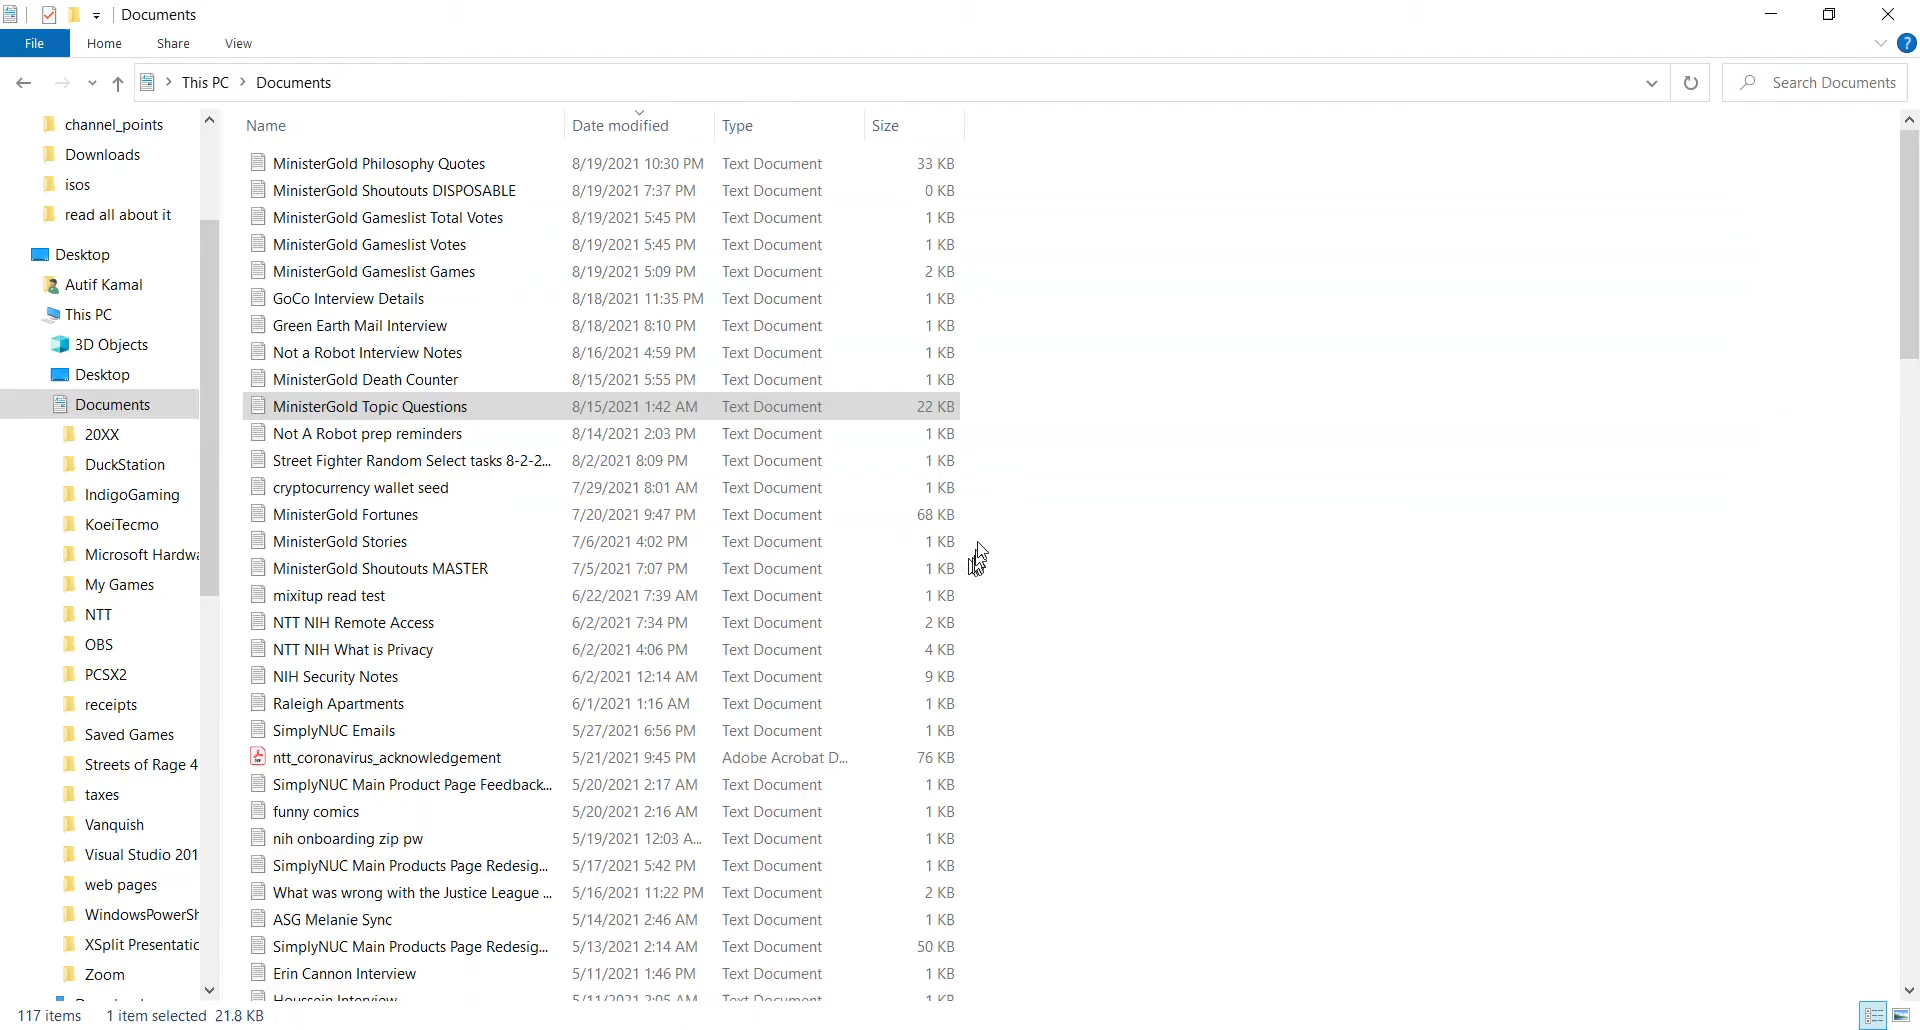 Documents
File Home Share View
This PC > Documents
Search Documents
channel_points
Downloads
isos
read all about it
Desktop
Autif Kamal
This PC
3D Objects
Desktop
Documents
20XX
DuckStation
IndigoGaming
KoeiTecmo
Microsoft Hardwa
My Games
NTT
OBS
PCSX2
receipts
Saved Games
Streets of Rage 4
taxes
Vanquish
Visual Studio 201
web pages
WindowsPowerSh
XSplit Presentatic
Zoom
Name Date modified Type Size
MinisterGold Philosophy Quotes 8/19/2021 10:30 PM Text Document 33 KB
MinisterGold Shoutouts DISPOSABLE 8/19/2021 7:37 PM Text Document 0 KB
MinisterGold Gameslist Total Votes 8/19/2021 5:45 PM Text Document 1 KB
MinisterGold Gameslist Votes 8/19/2021 5:45 PM Text Document 1 KB
MinisterGold Gameslist Games 8/19/2021 5:09 PM Text Document 2 KB
GoCo Interview Details 8/18/2021 11:35 PM Text Document 1 KB
Green Earth Mail Interview 8/18/2021 8:10 PM Text Document 1 KB
Not a Robot Interview Notes 8/16/2021 4:59 PM Text Document 1 KB
MinisterGold Death Counter 8/15/2021 5:55 PM Text Document 1 KB
MinisterGold Topic Questions 8/15/2021 1:42 AM Text Document 22 KB
Not A Robot prep reminders 8/14/2021 2:03 PM Text Document 1 KB
Street Fighter Random Select tasks 8-2-2... 8/2/2021 8:09 PM Text Document 1 KB
cryptocurrency wallet seed 7/29/2021 8:01 AM Text Document 1 KB
MinisterGold Fortunes 7/20/2021 9:47 PM Text Document 68 KB
MinisterGold Stories 7/6/2021 4:02 PM Text Document 1 KB
MinisterGold Shoutouts MASTER 7/5/2021 7:07 PM Text Document 1 KB
mixitup read test 6/22/2021 7:39 AM Text Document 1 KB
NTT NIH Remote Access 6/2/2021 7:34 PM Text Document 2 KB
NTT NIH What is Privacy 6/2/2021 4:06 PM Text Document 4 KB
NIH Security Notes 6/2/2021 12:14 AM Text Document 9 KB
Raleigh Apartments 6/1/2021 1:16 AM Text Document 1 KB
SimplyNUC Emails 5/27/2021 6:56 PM Text Document 1 KB
ntt_coronavirus_acknowledgement 5/21/2021 9:45 PM Adobe Acrobat D... 76 KB
SimplyNUC Main Product Page Feedback... 5/20/2021 2:17 AM Text Document 1 KB
funny comics 5/20/2021 2:16 AM Text Document 1 KB
nih onboarding zip pw 5/19/2021 12:03 A... Text Document 1 KB
SimplyNUC Main Products Page Redesig... 5/17/2021 5:42 PM Text Document 1 KB
What was wrong with the Justice League ... 5/16/2021 11:22 PM Text Document 2 KB
ASG Melanie Sync 5/14/2021 2:46 AM Text Document 1 KB
SimplyNUC Main Products Page Redesig... 5/13/2021 2:14 AM Text Document 50 KB
Erin Cannon Interview 5/11/2021 1:46 PM Text Document 1 KB
Houssein Interview 5/11/2021 2:05 AM Text Document 1 KB
117 items 1 item selected 21.8 KB